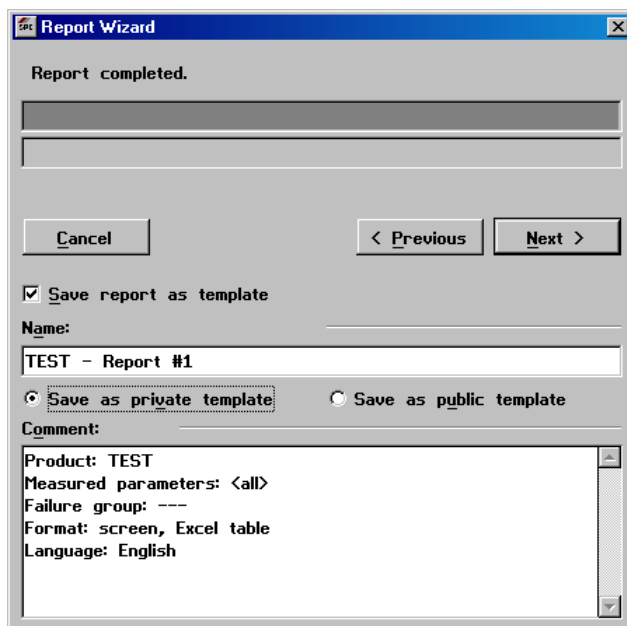 SPC Report Wizard
Report completed.
Cancel < Previous Next >
Save report as template
Name:
TEST - Report #1
Save as private template Save as public template
Comment:
Product: TEST
Measured parameters: <all>
Failure group: ---
Format: screen, Excel table
Language: English